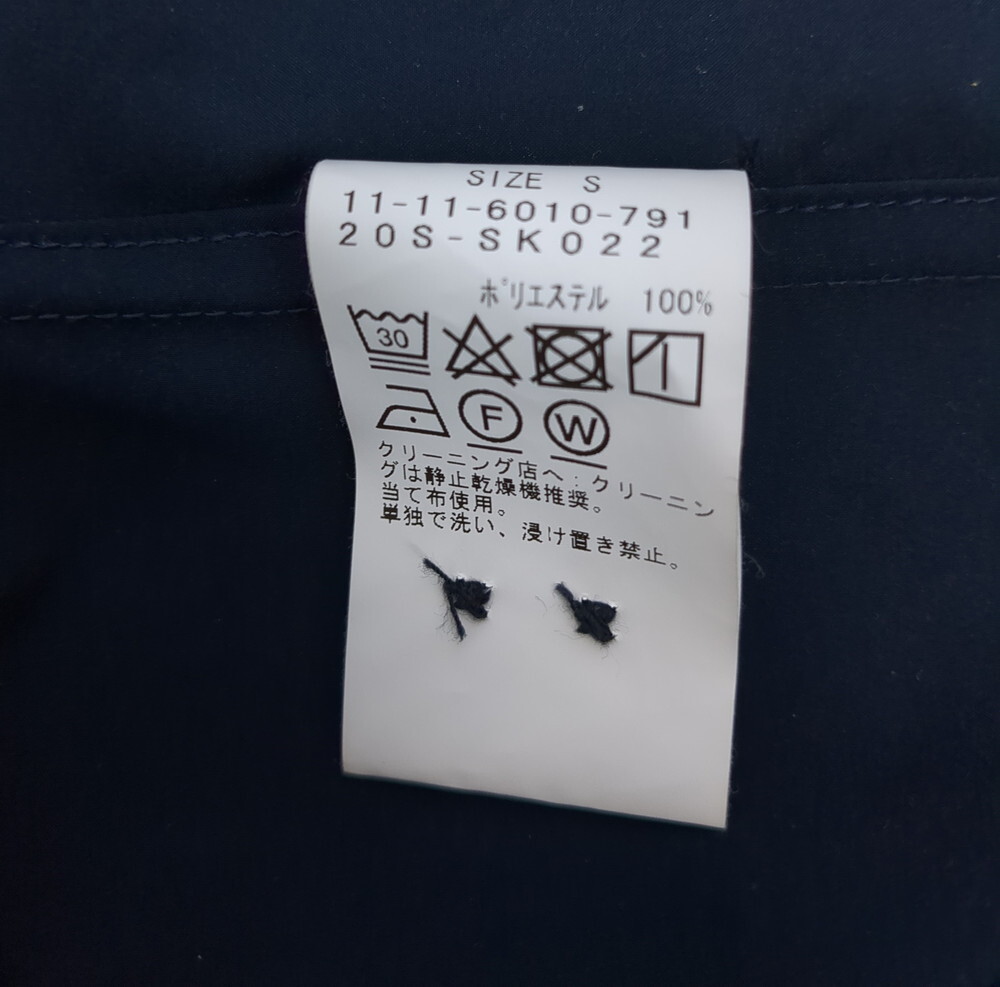 SIZE S
11-11-6010-791
20S-SK022
ポリエステル 100%
30
F W
クリーニング店へ：クリーニン
グは静止乾燥機推奨。
当て布使用。
単独で洗い、浸け置き禁止。